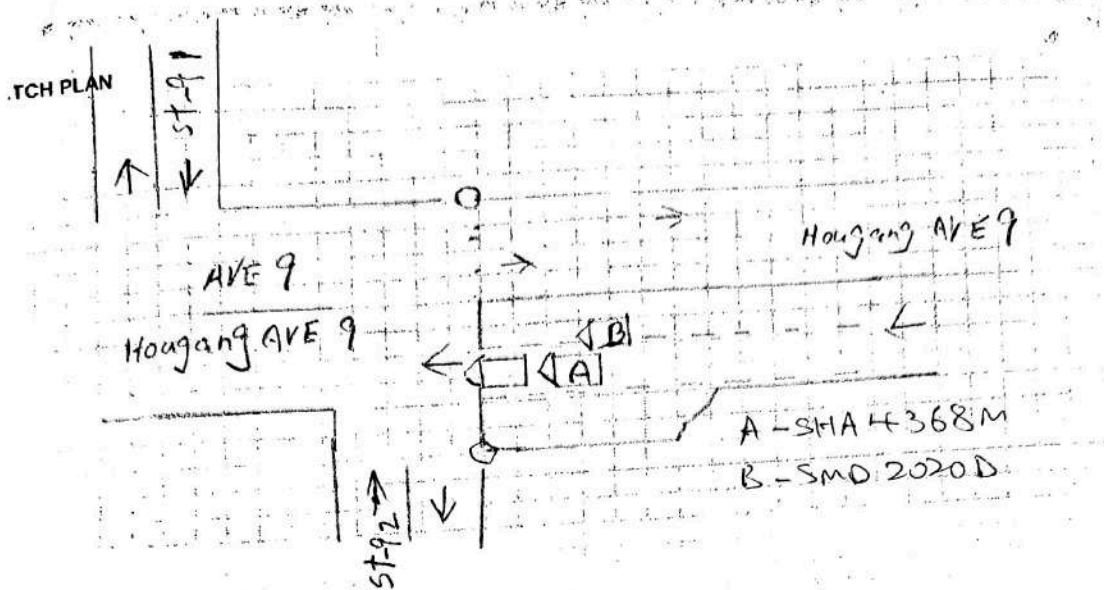 .TCH PLAN
St-91
Hougang AVE 9
AVE 9
Hougang AVE 9
B
A
A - SHA 4368M
B - SMD 2020D
St-92